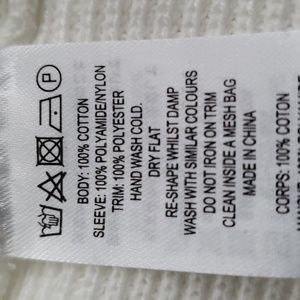 P
BODY: 100% COTTON
SLEEVE: 100% POLYAMIDE/NYLON
TRIM: 100% POLYESTER
HAND WASH COLD.
DRY FLAT
RE-SHAPE WHILST DAMP
WASH WITH SIMILAR COLOURS
DO NOT IRON ON TRIM
CLEAN INSIDE A MESH BAG
MADE IN CHINA
CORPS: 100% COTON